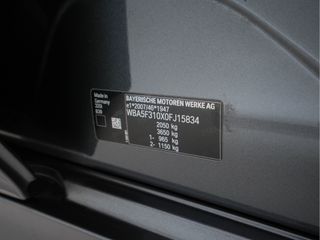 BAYERISCHE MOTOREN WERKE AG
e1*2007/46*1947
WBA5F310X0FJ15834
Made in
Germany
2050 kg
3650 kg
1- 965 kg
2- 1150 kg